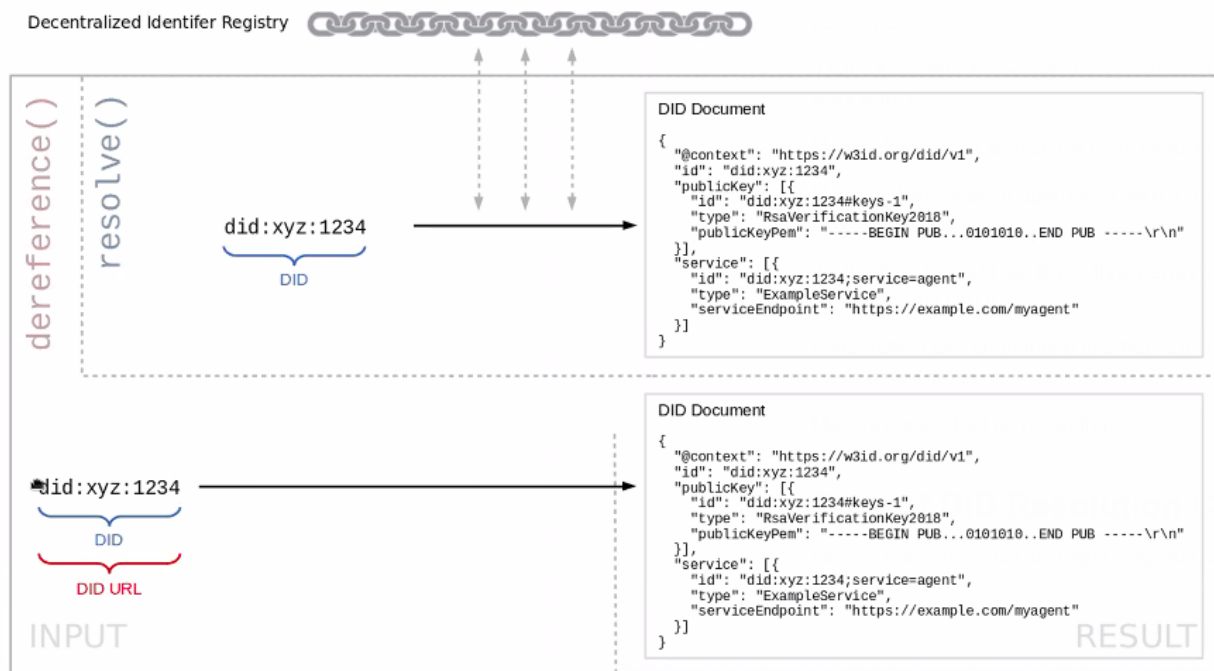 Decentralized Identifer Registry
dereference()
resolve()
did:xyz:1234
DID
DID Document
{
"@context": "https://w3id.org/did/v1",
"id": "did:xyz:1234",
"publicKey": [{
"id": "did:xyz:1234#keys-1",
"type": "RsaVerificationKey2018",
"publicKeyPem": "-----BEGIN PUB...0101010..END PUB -----\r\n"
}],
"service": [{
"id": "did:xyz:1234;service=agent",
"type": "ExampleService",
"serviceEndpoint": "https://example.com/myagent"
}]
}
did:xyz:1234
DID
DID URL
INPUT
DID Document
{
"@context": "https://w3id.org/did/v1",
"id": "did:xyz:1234",
"publicKey": [{
"id": "did:xyz:1234#keys-1",
"type": "RsaVerificationKey2018",
"publicKeyPem": "-----BEGIN PUB...0101010..END PUB -----\r\n"
}],
"service": [{
"id": "did:xyz:1234;service=agent",
"type": "ExampleService",
"serviceEndpoint": "https://example.com/myagent"
}]
}
RESULT